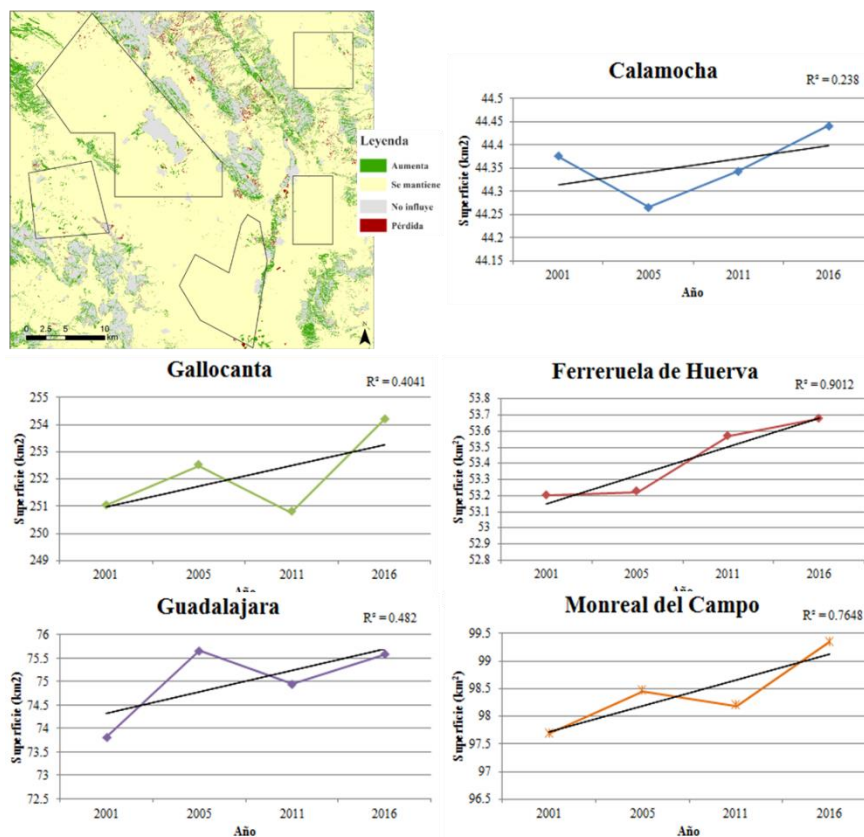 Leyenda
Aumenta
Se mantiene
No influye
Pérdida
0 2.5 5 10
km
Calamocha
R² = 0.238
Superficie (km2)
44.5
44.45
44.4
44.35
44.3
44.25
44.2
44.15
2001 2005 2011 2016
Año
Gallocanta
R² = 0.4041
Superficie (km2)
255
254
253
252
251
250
249
2001 2005 2011 2016
Año
Ferreruela de Huerva
R² = 0.9012
Superficie (km²)
53.8
53.7
53.6
53.5
53.4
53.3
53.2
53.1
53
52.9
52.8
2001 2005 2011 2016
Año
Guadalajara
R² = 0.482
Superficie (km2)
76
75.5
75
74.5
74
73.5
73
72.5
2001 2005 2011 2016
Año
Monreal del Campo
R² = 0.7648
Superficie (km²)
99.5
99
98.5
98
97.5
97
96.5
2001 2005 2011 2016
Año